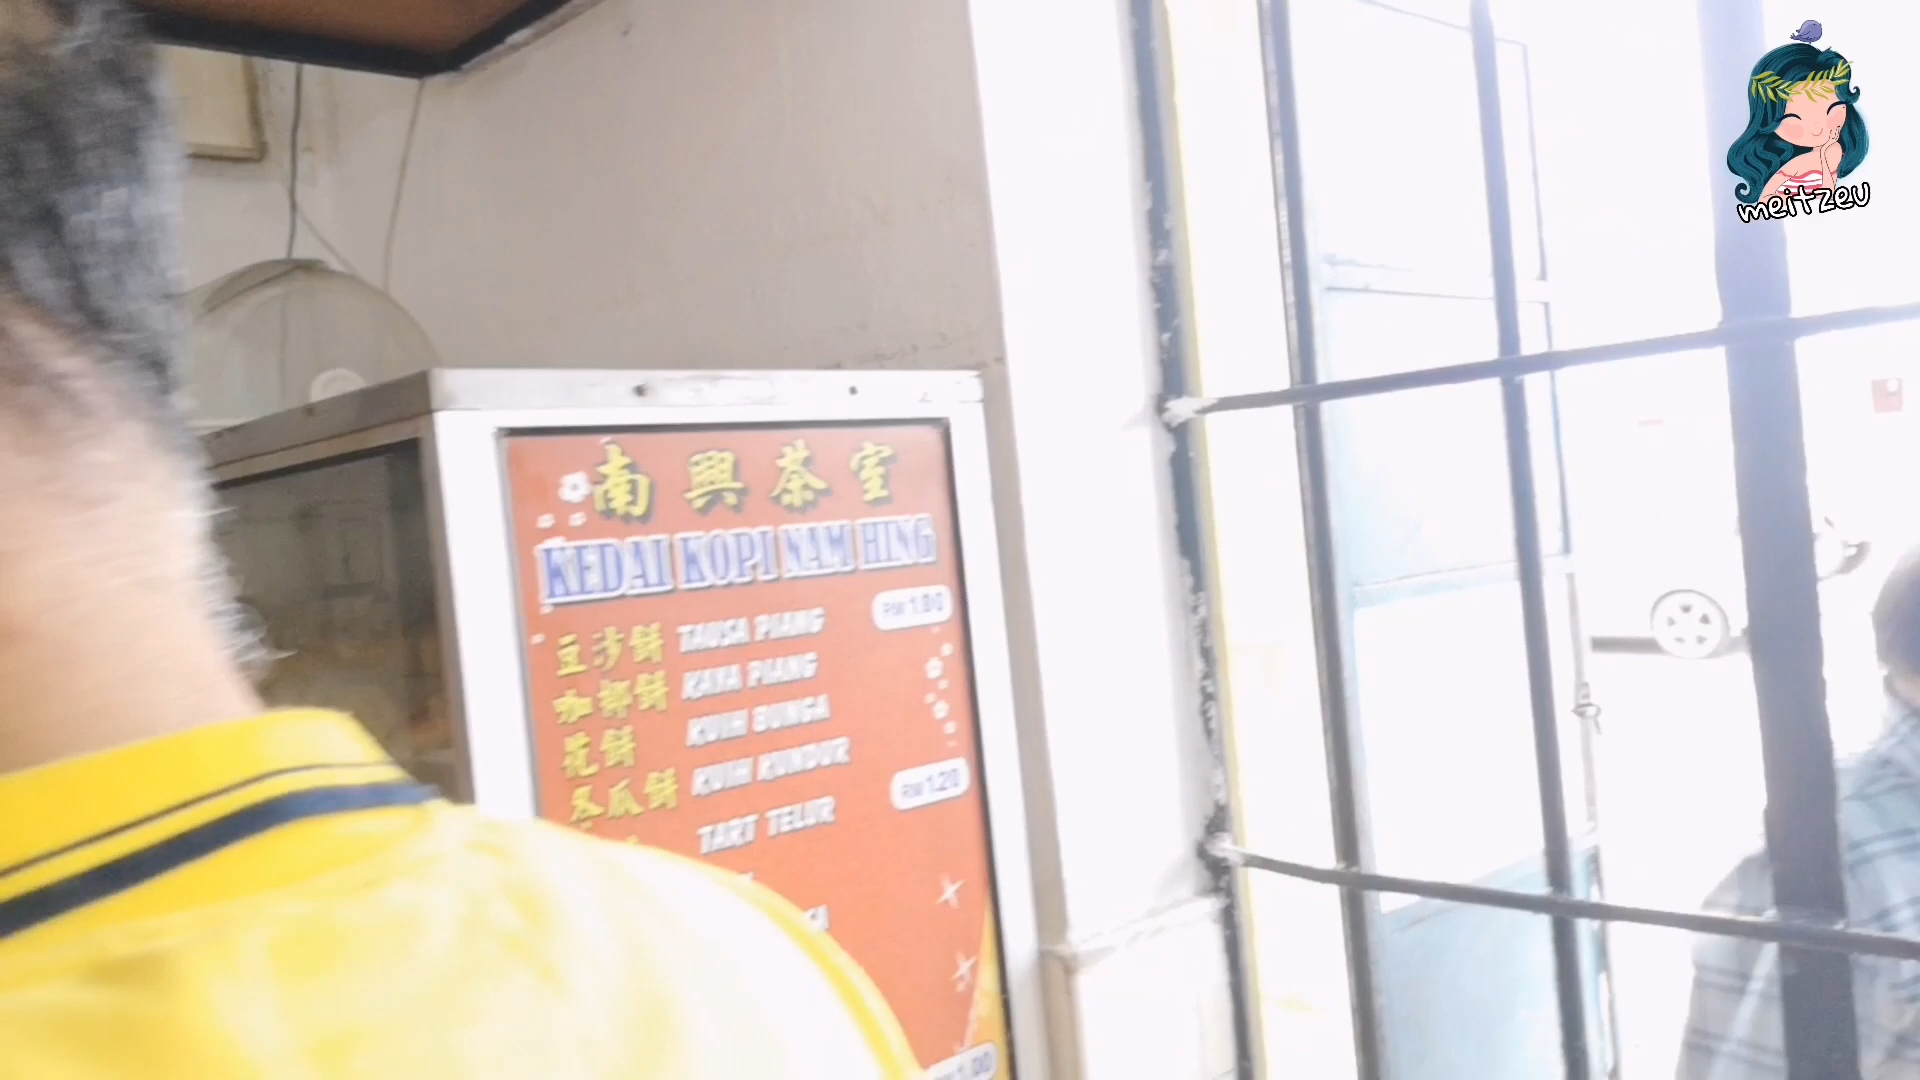 meitzeu
南興茶室
KEDAI KOPI NAM HING
豆沙餅 TAUSA PIANG RM 1.80
咖椰餅 KAYA PIANG
花餅 KUIH BUNGA
冬瓜餅 KUIH KUNDUR
TART TELUR RM 1.20